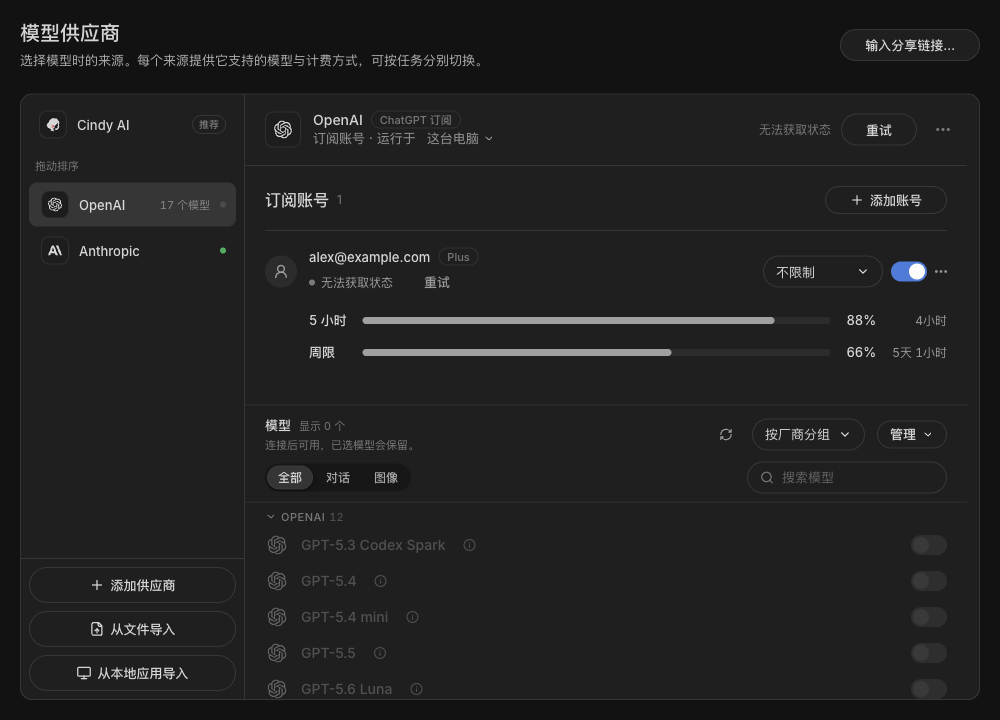 模型供应商
选择模型时的来源。每个来源提供它支持的模型与计费方式，可按任务分别切换。
输入分享链接...
Cindy AI 推荐
拖动排序
OpenAI 17 个模型
Anthropic
添加供应商
从文件导入
从本地应用导入
OpenAI ChatGPT 订阅
订阅账号 · 运行于 这台电脑
无法获取状态 重试
订阅账号 1
添加账号
alex@example.com Plus
无法获取状态 重试
不限制
5 小时 88% 4小时
周限 66% 5天 1小时
模型 显示 0 个
连接后可用，已选模型会保留。
按厂商分组 管理
全部 对话 图像
搜索模型
OPENAI 12
GPT-5.3 Codex Spark
GPT-5.4
GPT-5.4 mini
GPT-5.5
GPT-5.6 Luna